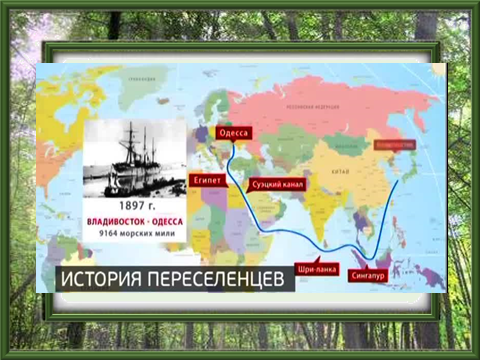 Одесса
ВЛАДИВОСТОК
КИТАЙ
Египет
Суэцкий канал
1897 г.
ВЛАДИВОСТОК - ОДЕССА
9164 морских мили
Шри-ланка
Сингапур
ИСТОРИЯ ПЕРЕСЕЛЕНЦЕВ